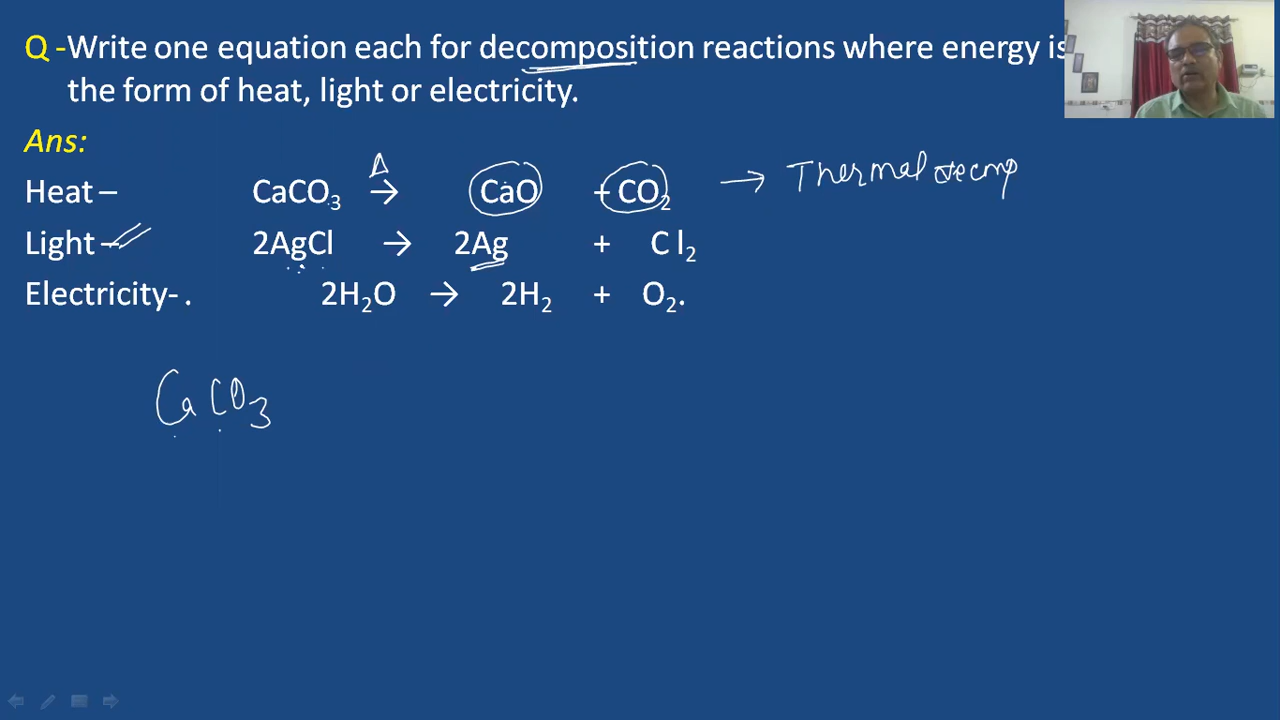 Q -Write one equation each for decomposition reactions where energy is
the form of heat, light or electricity.
Ans:
Δ
Heat – CaCO₃ → CaO + CO₂ → Thermal decomp
Light – 2AgCl → 2Ag + C l₂
Electricity- . 2H₂O → 2H₂ + O₂.
CaCO₃